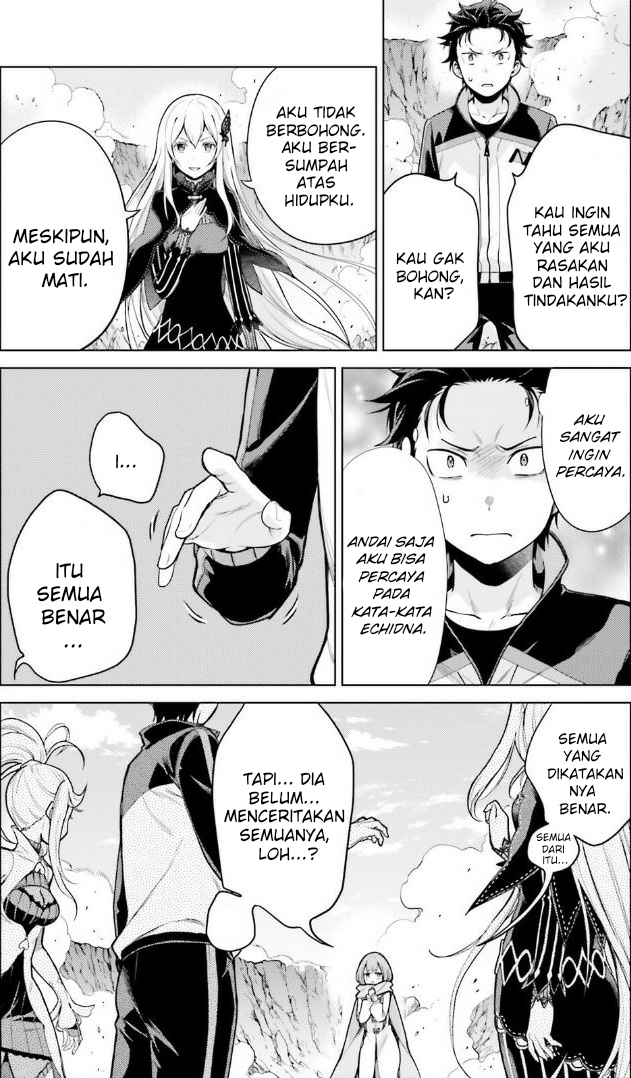 KAU INGIN
TAHU SEMUA
YANG AKU
RASAKAN
DAN HASIL
TINDAKANKU?
KAU GAK
BOHONG,
KAN?
AKU TIDAK
BERBOHONG.
AKU BER-
SUMPAH
ATAS
HIDUPKU.
MESKIPUN,
AKU SUDAH
MATI.
AKU
SANGAT
INGIN
PERCAYA.
ANDAI SAJA
AKU BISA
PERCAYA
PADA
KATA-KATA
ECHIDNA.
I...
ITU
SEMUA
BENAR
...
SEMUA
YANG
DIKATAKAN
NYA
BENAR.
SEMUA
DARI
ITU...
TAPI... DIA
BELUM...
MENCERITAKAN
SEMUANYA,
LOH...?